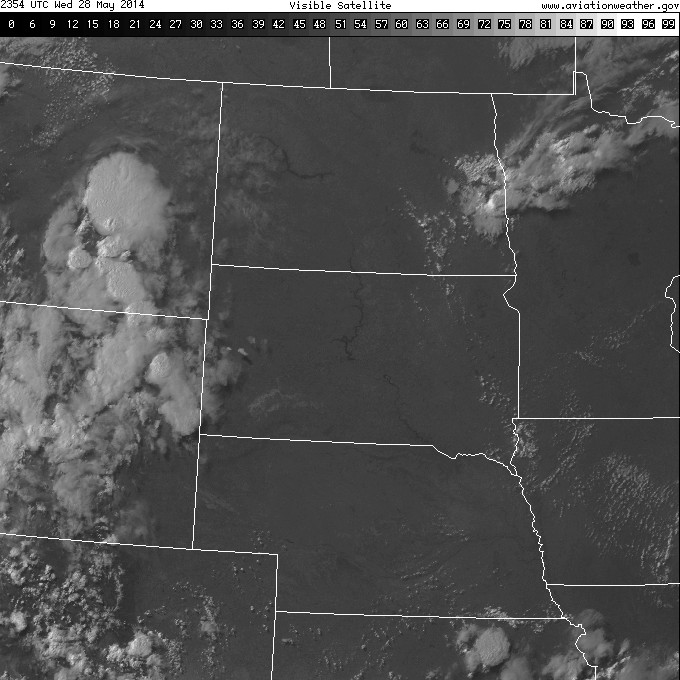 2354 UTC Wed 28 May 2014 Visible Satellite www.aviationweather.gov
0 6 9 12 15 18 21 24 27 30 33 36 39 42 45 48 51 54 57 60 63 66 69 72 75 78 81 84 87 90 93 96 99